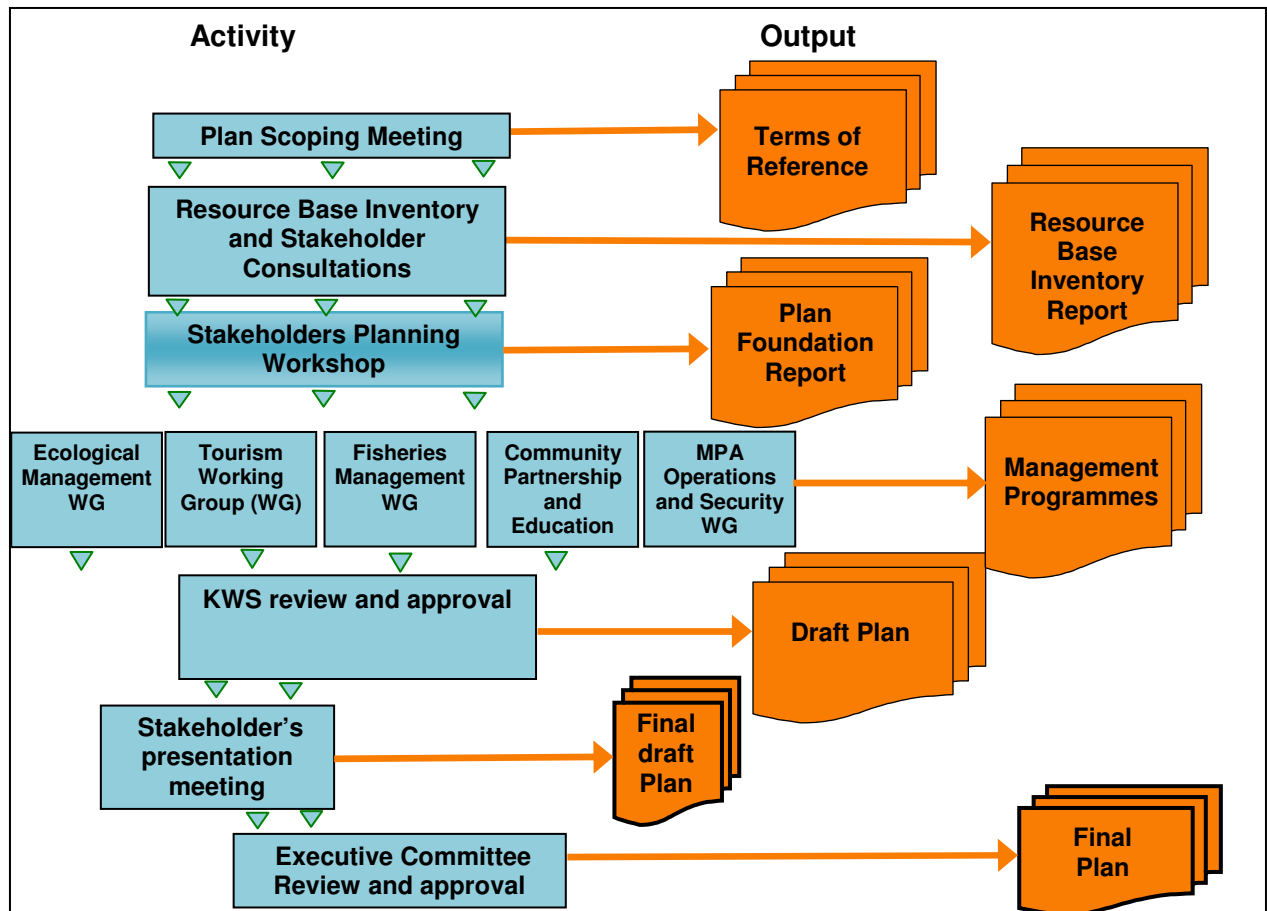 Activity
Output
Plan Scoping Meeting
Terms of
Reference
Resource Base Inventory
and Stakeholder
Consultations
Resource
Base
Inventory
Report
Stakeholders Planning
Workshop
Plan
Foundation
Report
Ecological
Management
WG
Tourism
Working
Group (WG)
Fisheries
Management
WG
Community
Partnership
and
Education
MPA
Operations
and Security
WG
Management
Programmes
KWS review and approval
Draft Plan
Stakeholder’s
presentation
meeting
Final
draft
Plan
Executive Committee
Review and approval
Final
Plan